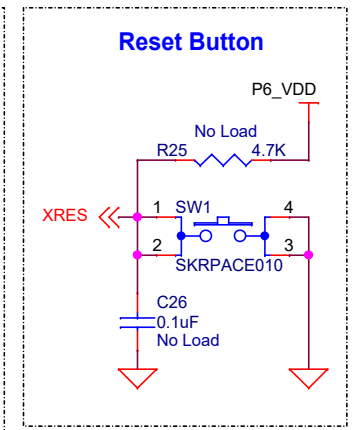 Reset Button
P6_VDD
No Load
R25 4.7K
XRES 1 SW1 4
2 3
SKRPACE010
C26
0.1uF
No Load